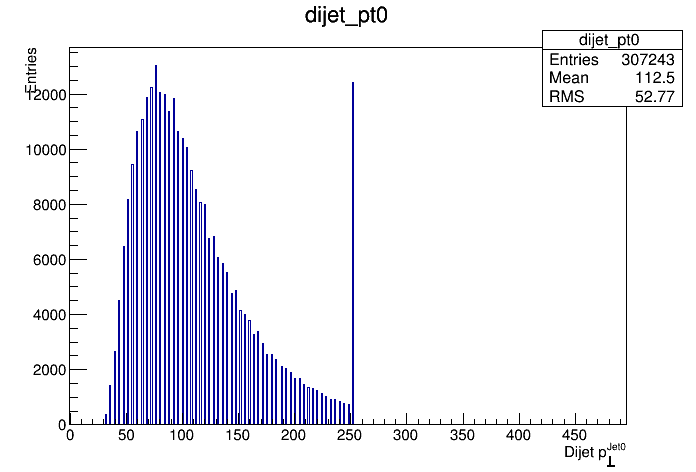 dijet_pt0
dijet_pt0
Entries 307243
Mean 112.5
RMS 52.77
Entries
12000
10000
8000
6000
4000
2000
0
0 50 100 150 200 250 300 350 400 450
Dijet p⊥^Jet0